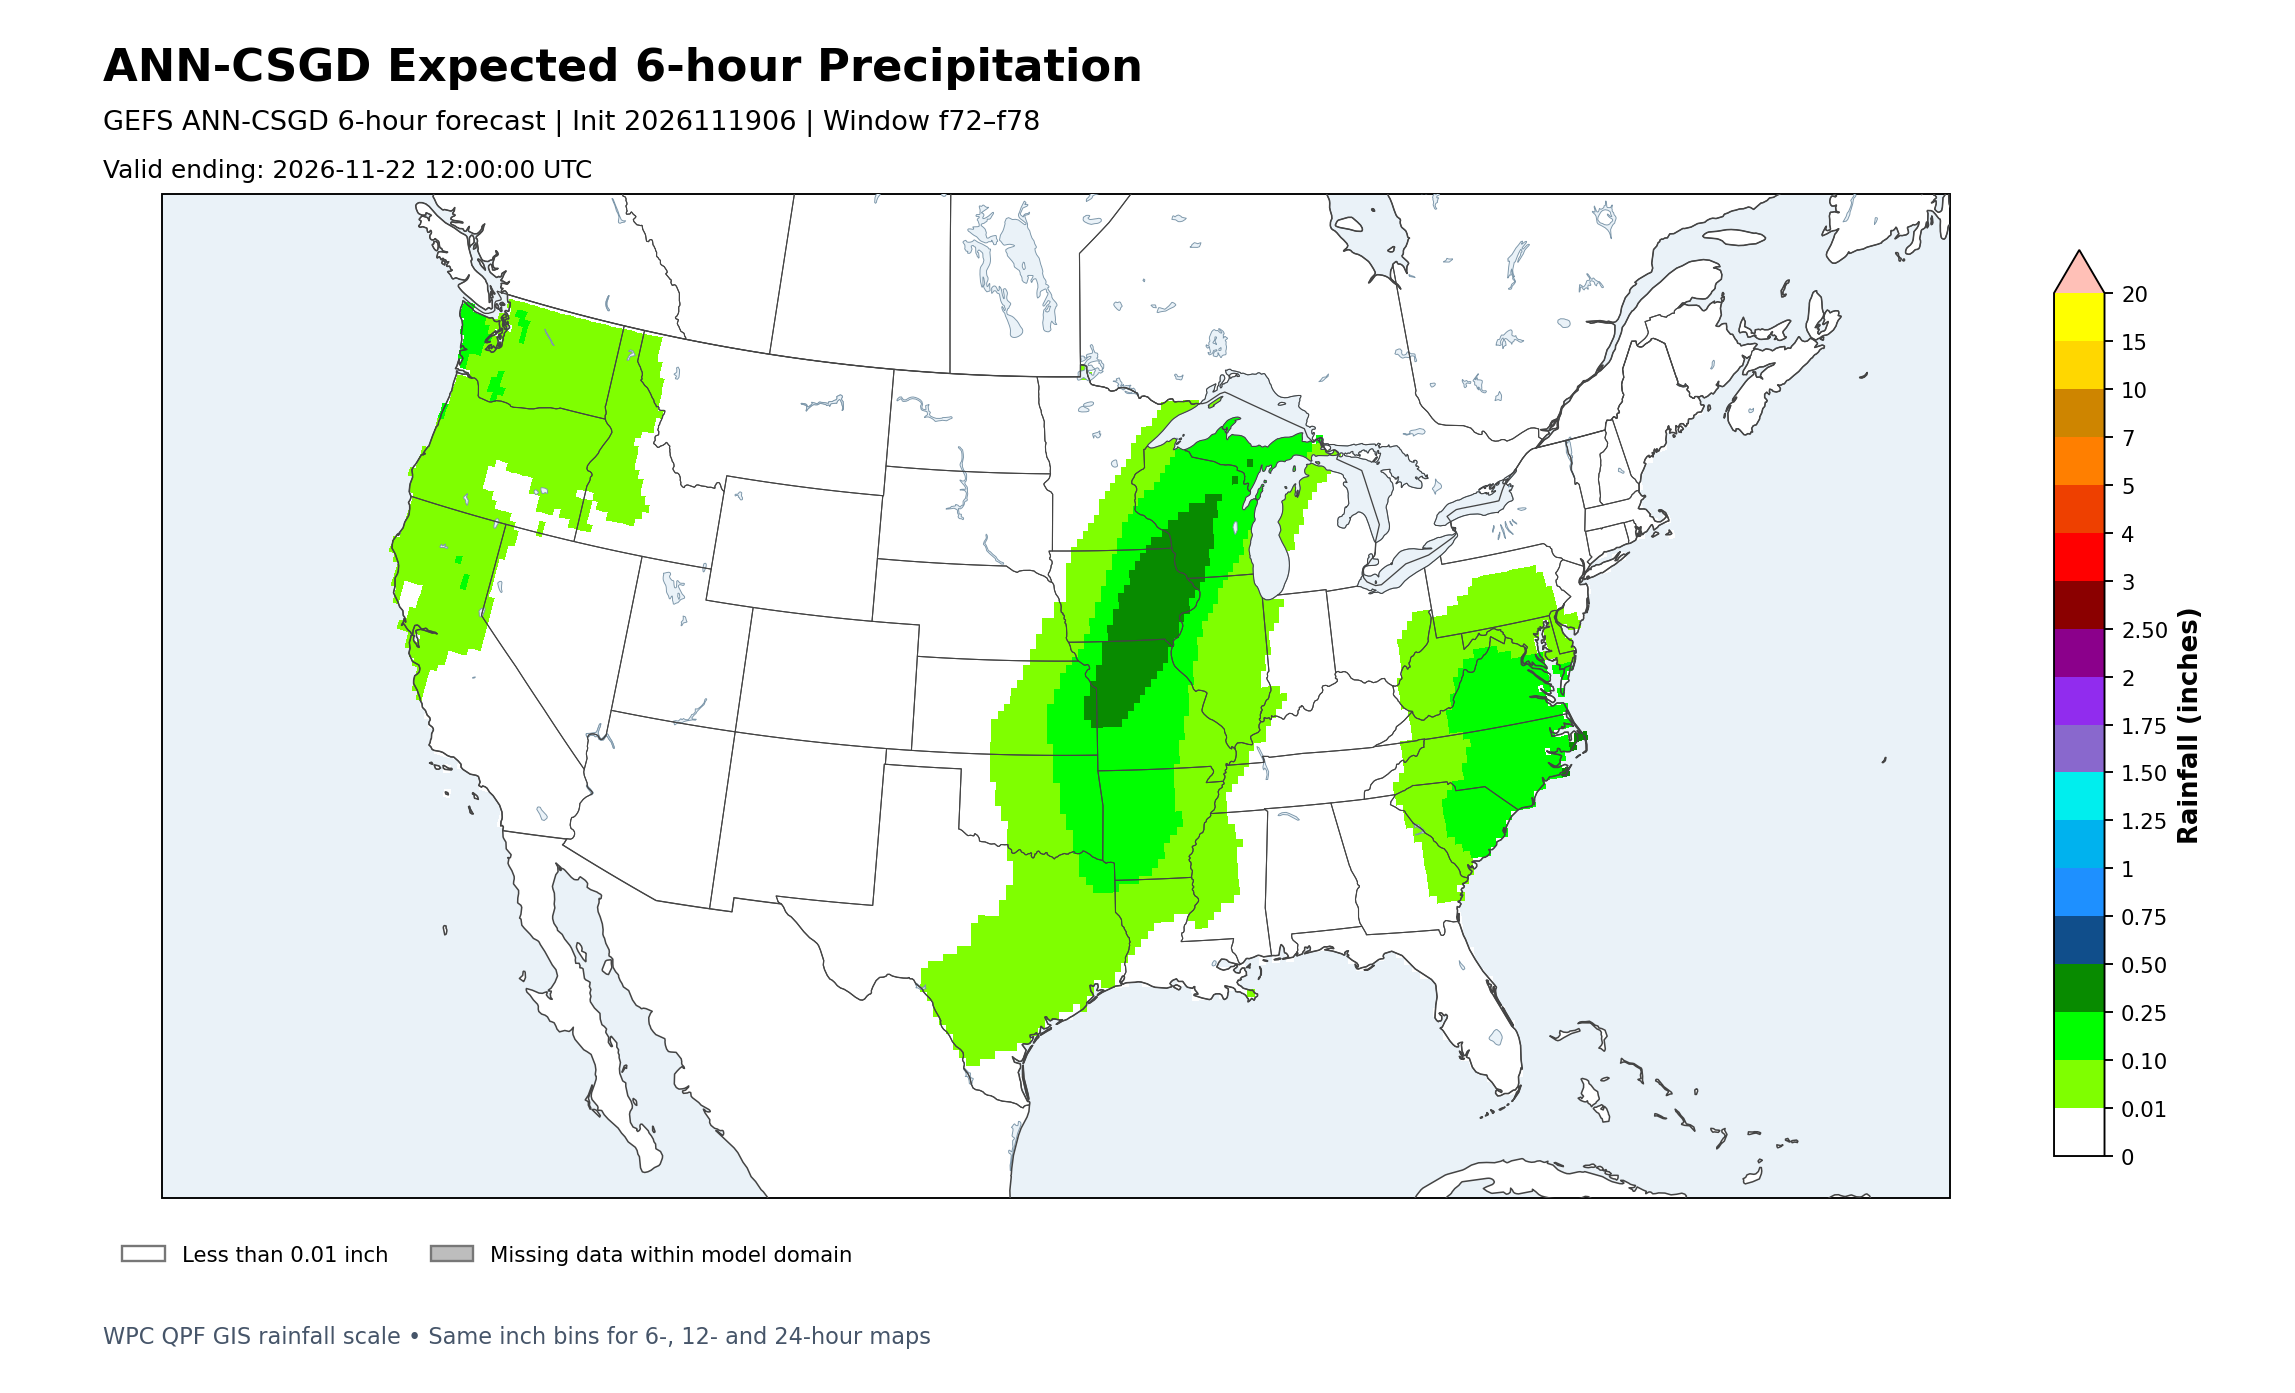 ANN-CSGD Expected 6-hour Precipitation
GEFS ANN-CSGD 6-hour forecast | Init 2026111906 | Window f72–f78
Valid ending: 2026-11-22 12:00:00 UTC
20
15
10
7
5
4
3
2.50
2
1.75
1.50
1.25
1
0.75
0.50
0.25
0.10
0.01
0
Rainfall (inches)
Less than 0.01 inch
Missing data within model domain
WPC QPF GIS rainfall scale • Same inch bins for 6-, 12- and 24-hour maps